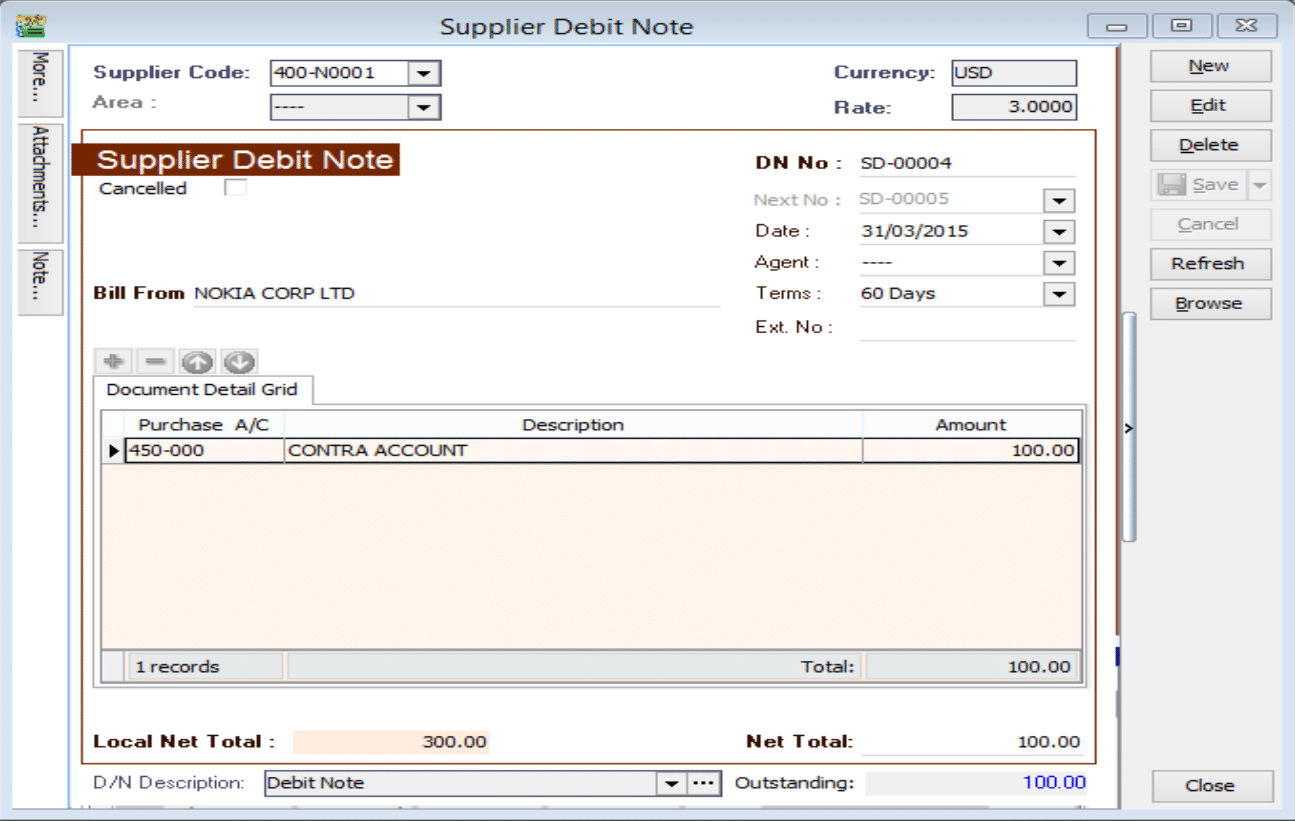 Supplier Debit Note
More...
Attachments...
Note...
Supplier Code: 400-N0001
Currency: USD
Area : ----
Rate: 3.0000
Supplier Debit Note
Cancelled
DN No : SD-00004
Next No : SD-00005
Date : 31/03/2015
Agent : ----
Bill From NOKIA CORP LTD
Terms : 60 Days
Ext. No :
Document Detail Grid
Purchase A/C Description Amount
450-000 CONTRA ACCOUNT 100.00
1 records Total: 100.00
Local Net Total : 300.00
Net Total: 100.00
D/N Description: Debit Note
Outstanding: 100.00
New
Edit
Delete
Save
Cancel
Refresh
Browse
Close